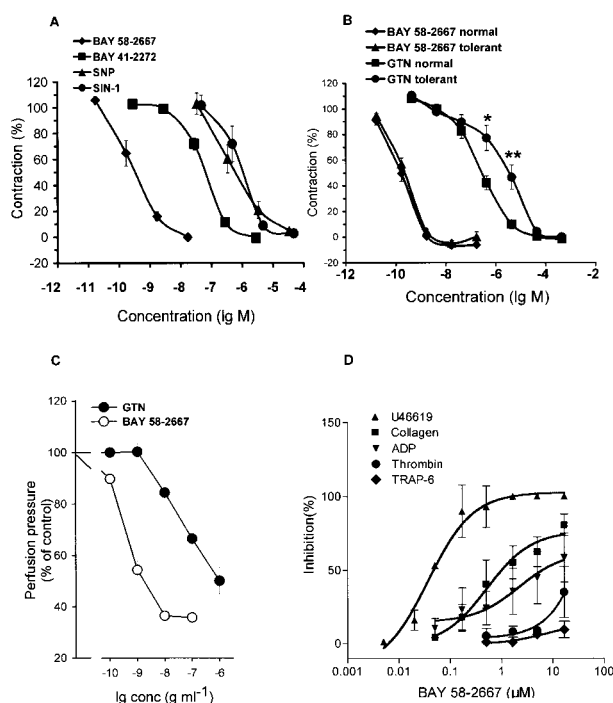 A
BAY 58-2667
BAY 41-2272
SNP
SIN-1
Contraction (%)
120
100
80
60
40
20
0
-20
-12 -11 -10 -9 -8 -7 -6 -5 -4 -3
Concentration (lg M)
B
BAY 58-2667 normal
BAY 58-2667 tolerant
GTN normal
GTN tolerant
Contraction (%)
120
100
80
60
40
20
0
-20
*
**
-12 -10 -8 -6 -4 -2
Concentration (lg M)
C
GTN
BAY 58-2667
Perfusion pressure
(% of control)
120
100
80
60
40
20
-10 -9 -8 -7 -6
lg conc (g ml-1)
D
U46619
Collagen
ADP
Thrombin
TRAP-6
Inhibition(%)
150
100
50
0
0.001 0.01 0.1 1 10 100
BAY 58-2667 (µM)